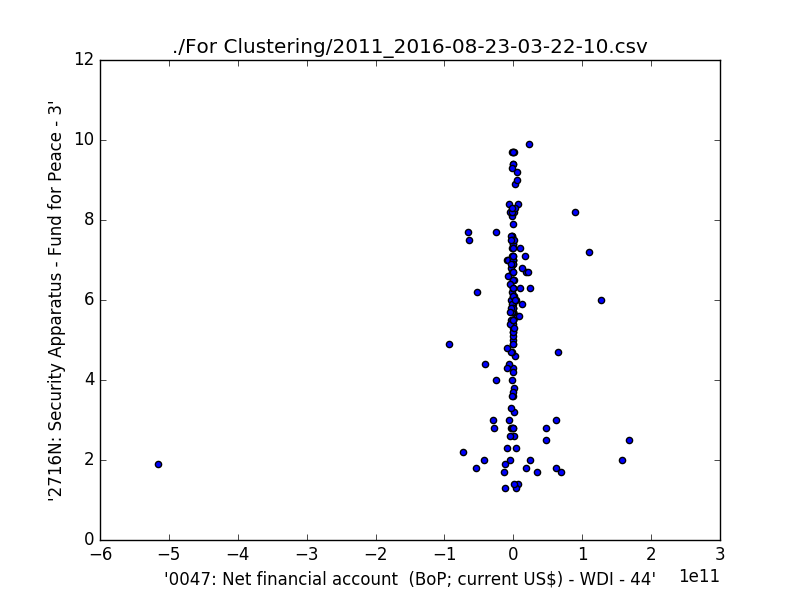 ./For Clustering/2011_2016-08-23-03-22-10.csv
12
10
8
6
4
2
0
'2716N: Security Apparatus - Fund for Peace - 3'
−6 −5 −4 −3 −2 −1 0 1 2 3
1e11
'0047: Net financial account  (BoP; current US$) - WDI - 44'